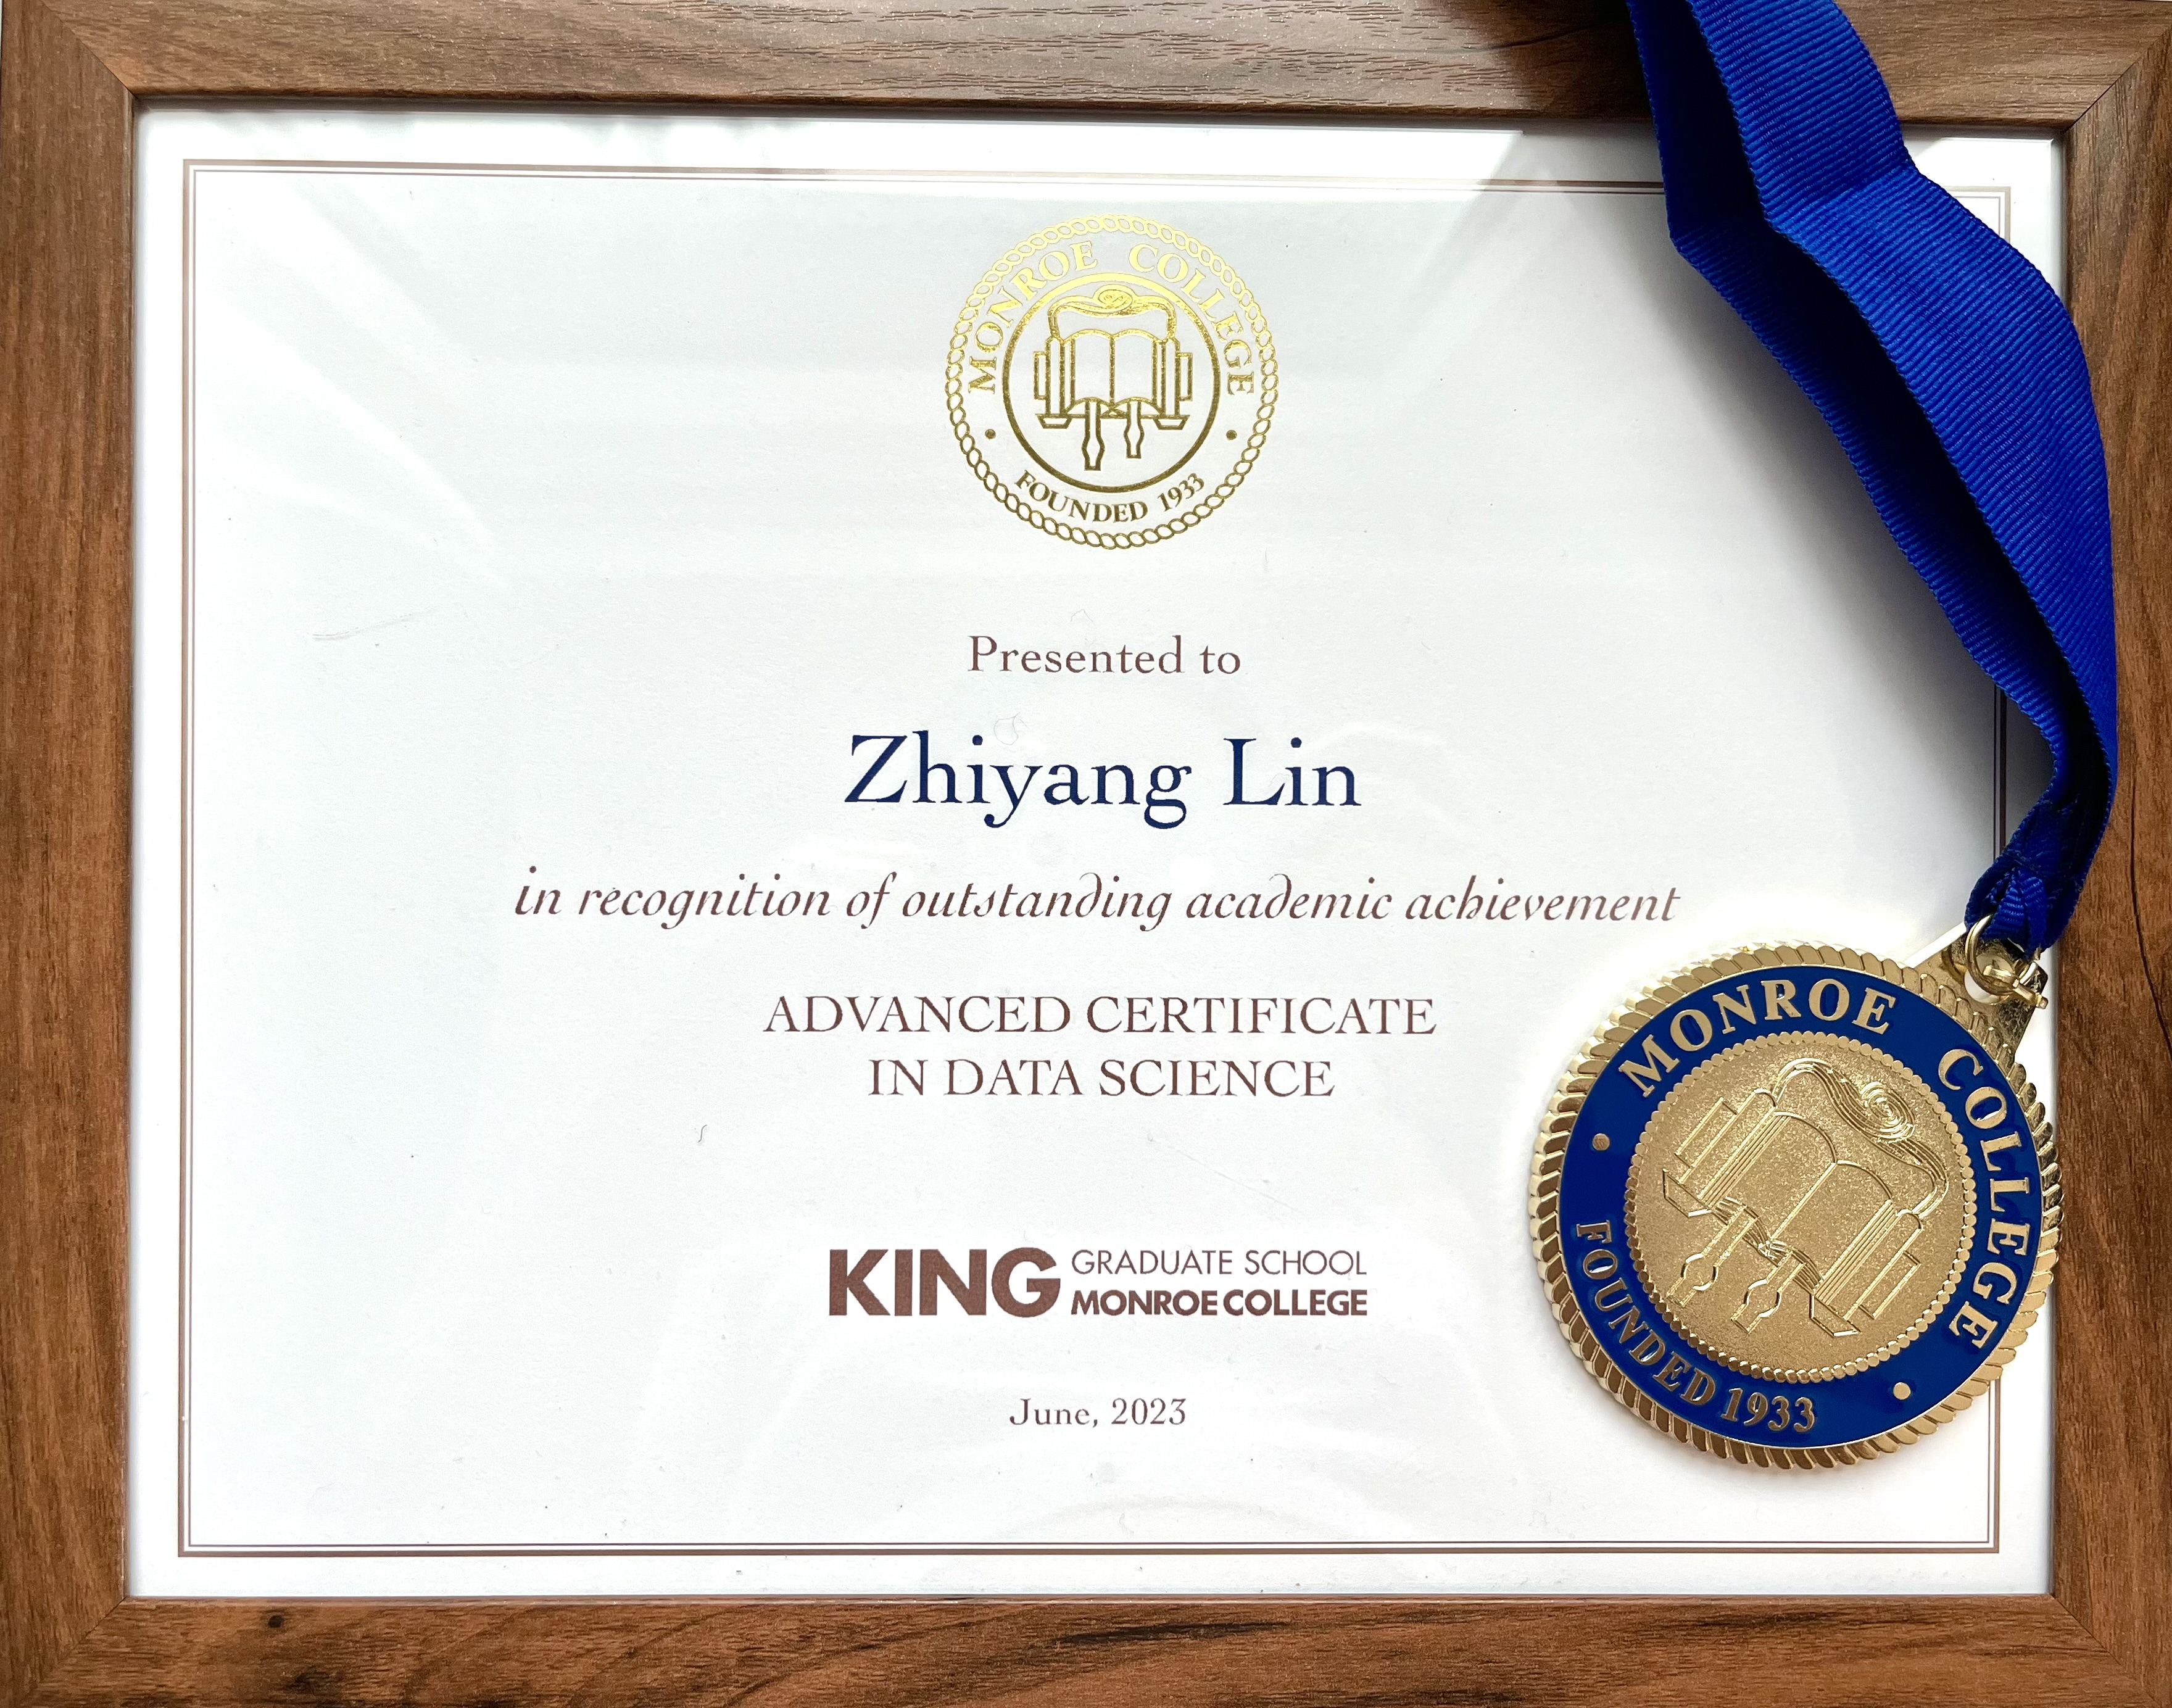 MONROE COLLEGE
FOUNDED 1933
Presented to
Zhiyang Lin
in recognition of outstanding academic achievement
ADVANCED CERTIFICATE
IN DATA SCIENCE
KING GRADUATE SCHOOL
MONROE COLLEGE
June, 2023
MONROE COLLEGE
FOUNDED 1933